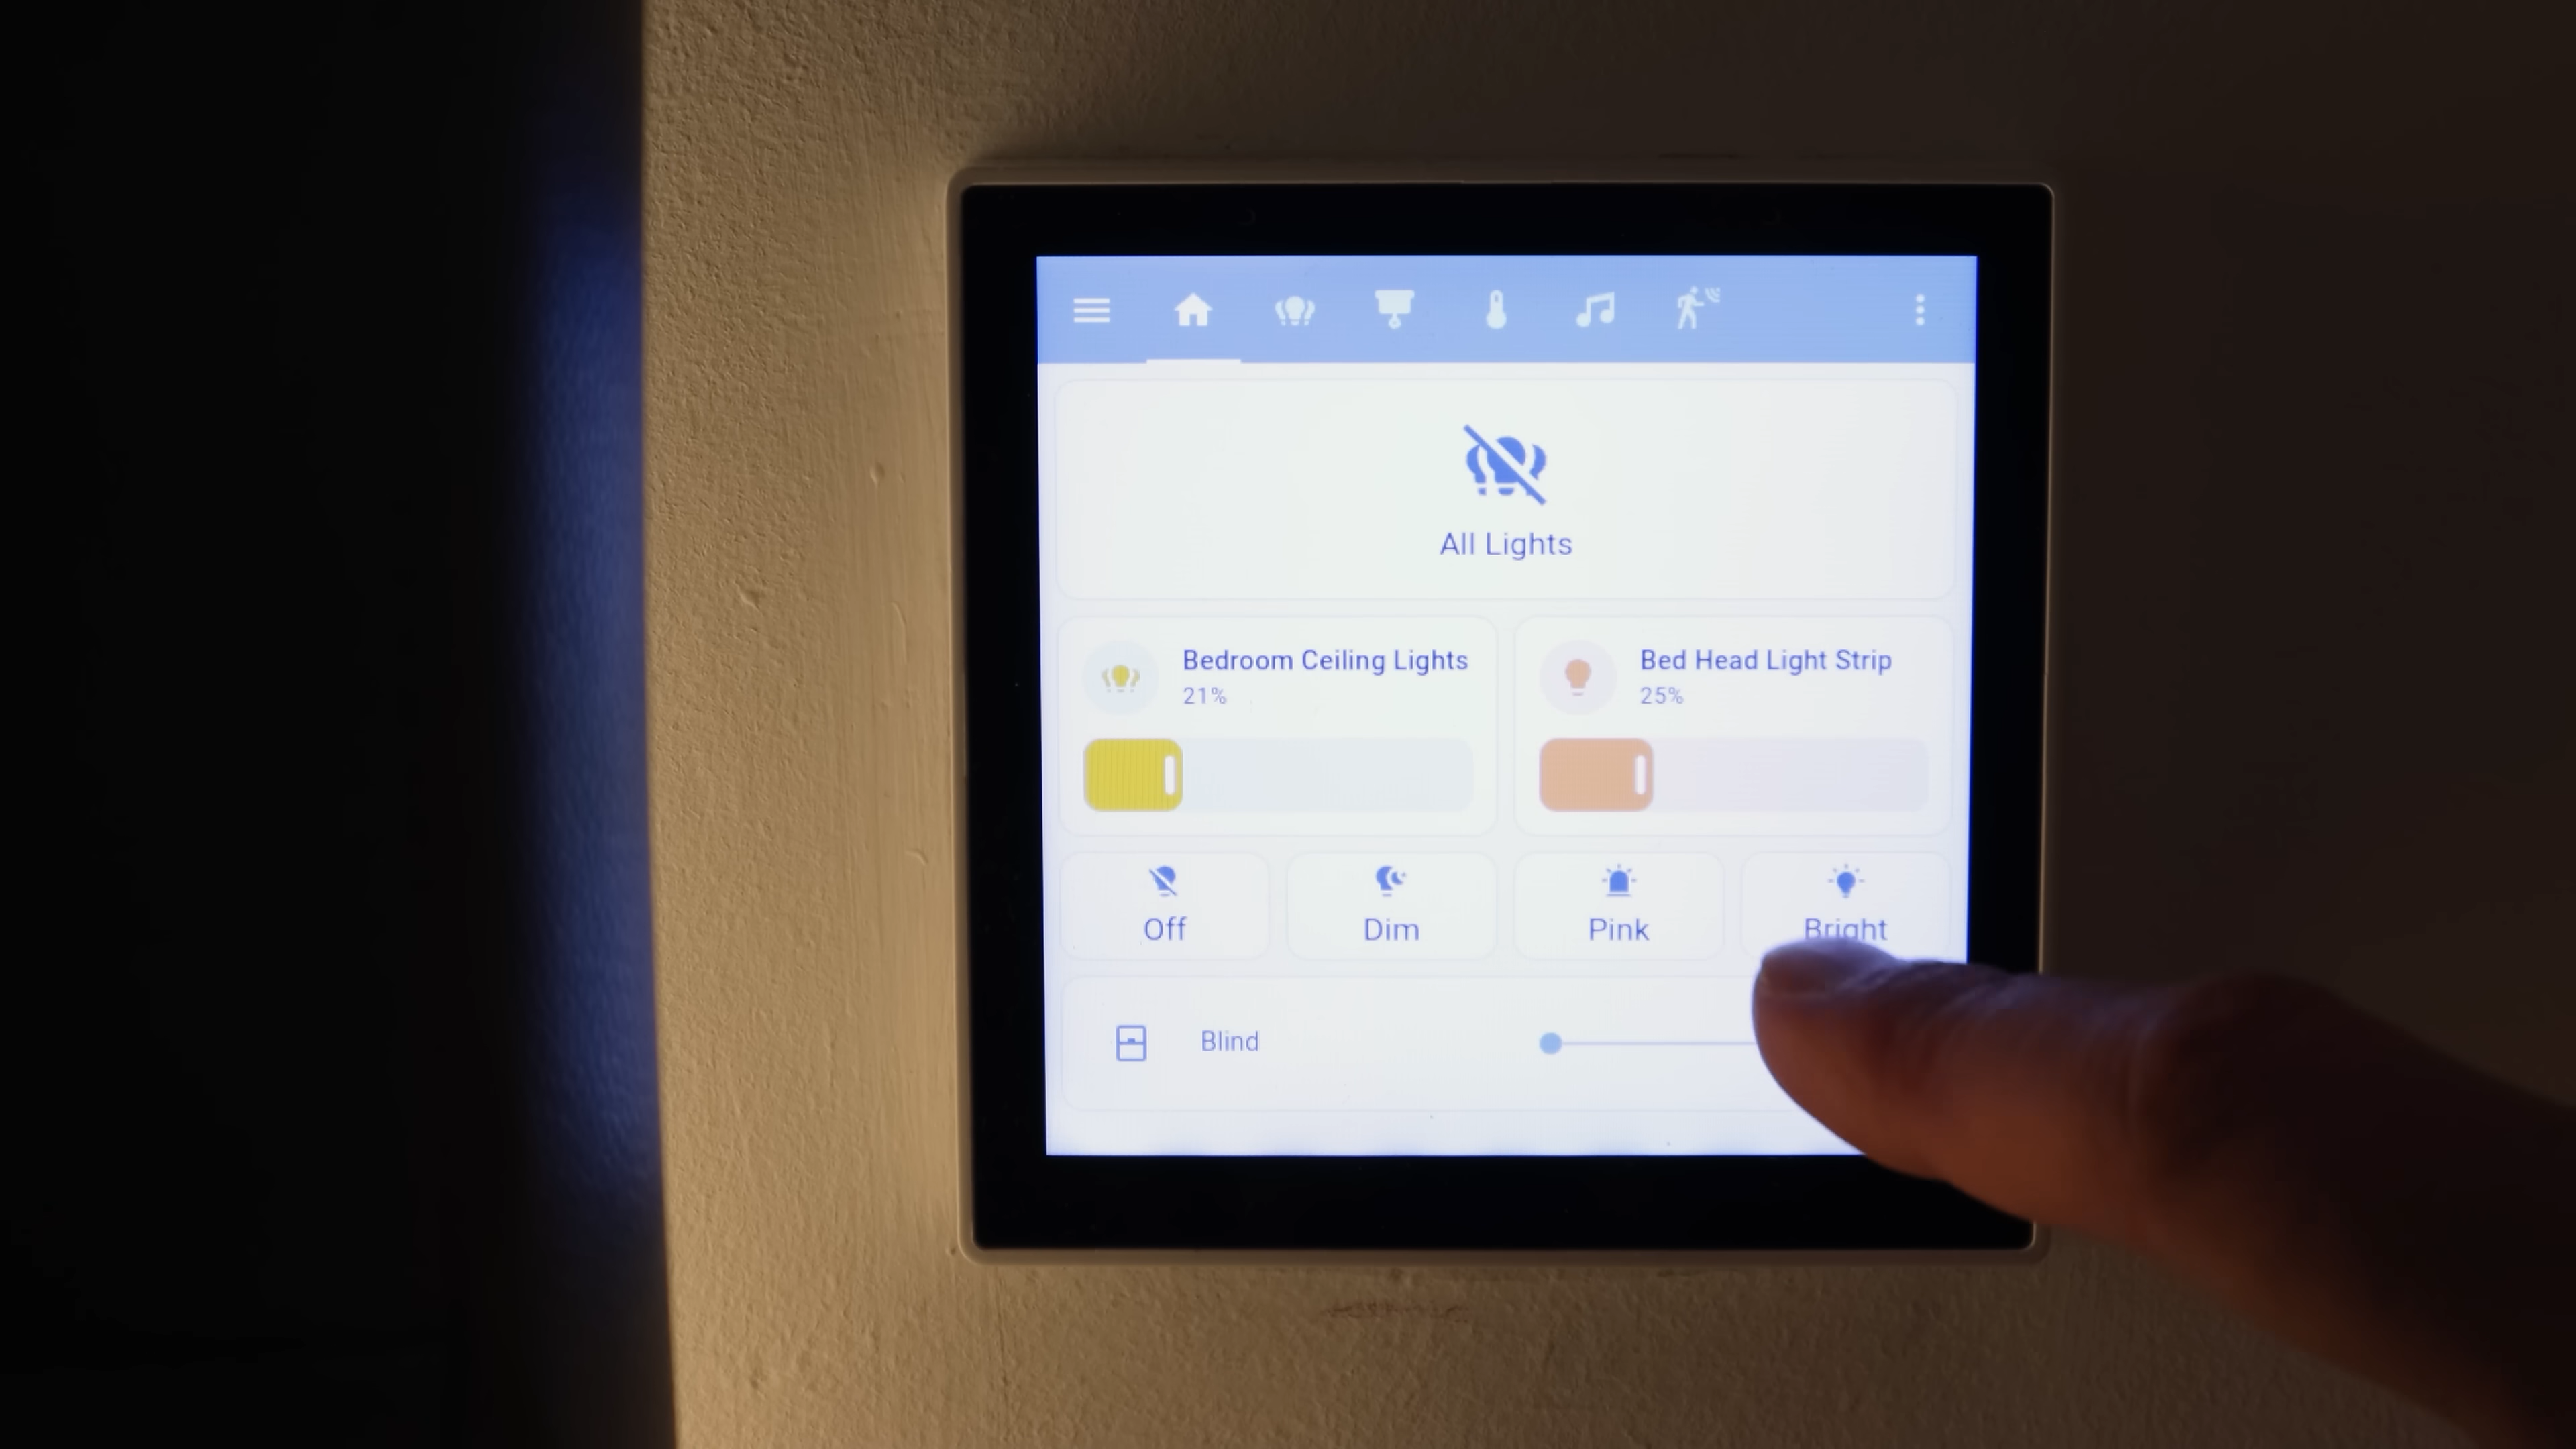 All Lights
Bedroom Ceiling Lights
21%
Bed Head Light Strip
25%
Off
Dim
Pink
Bright
Blind